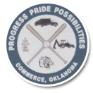 PROGRESS PRIDE POSSIBILITIES
COMMERCE, OKLAHOMA